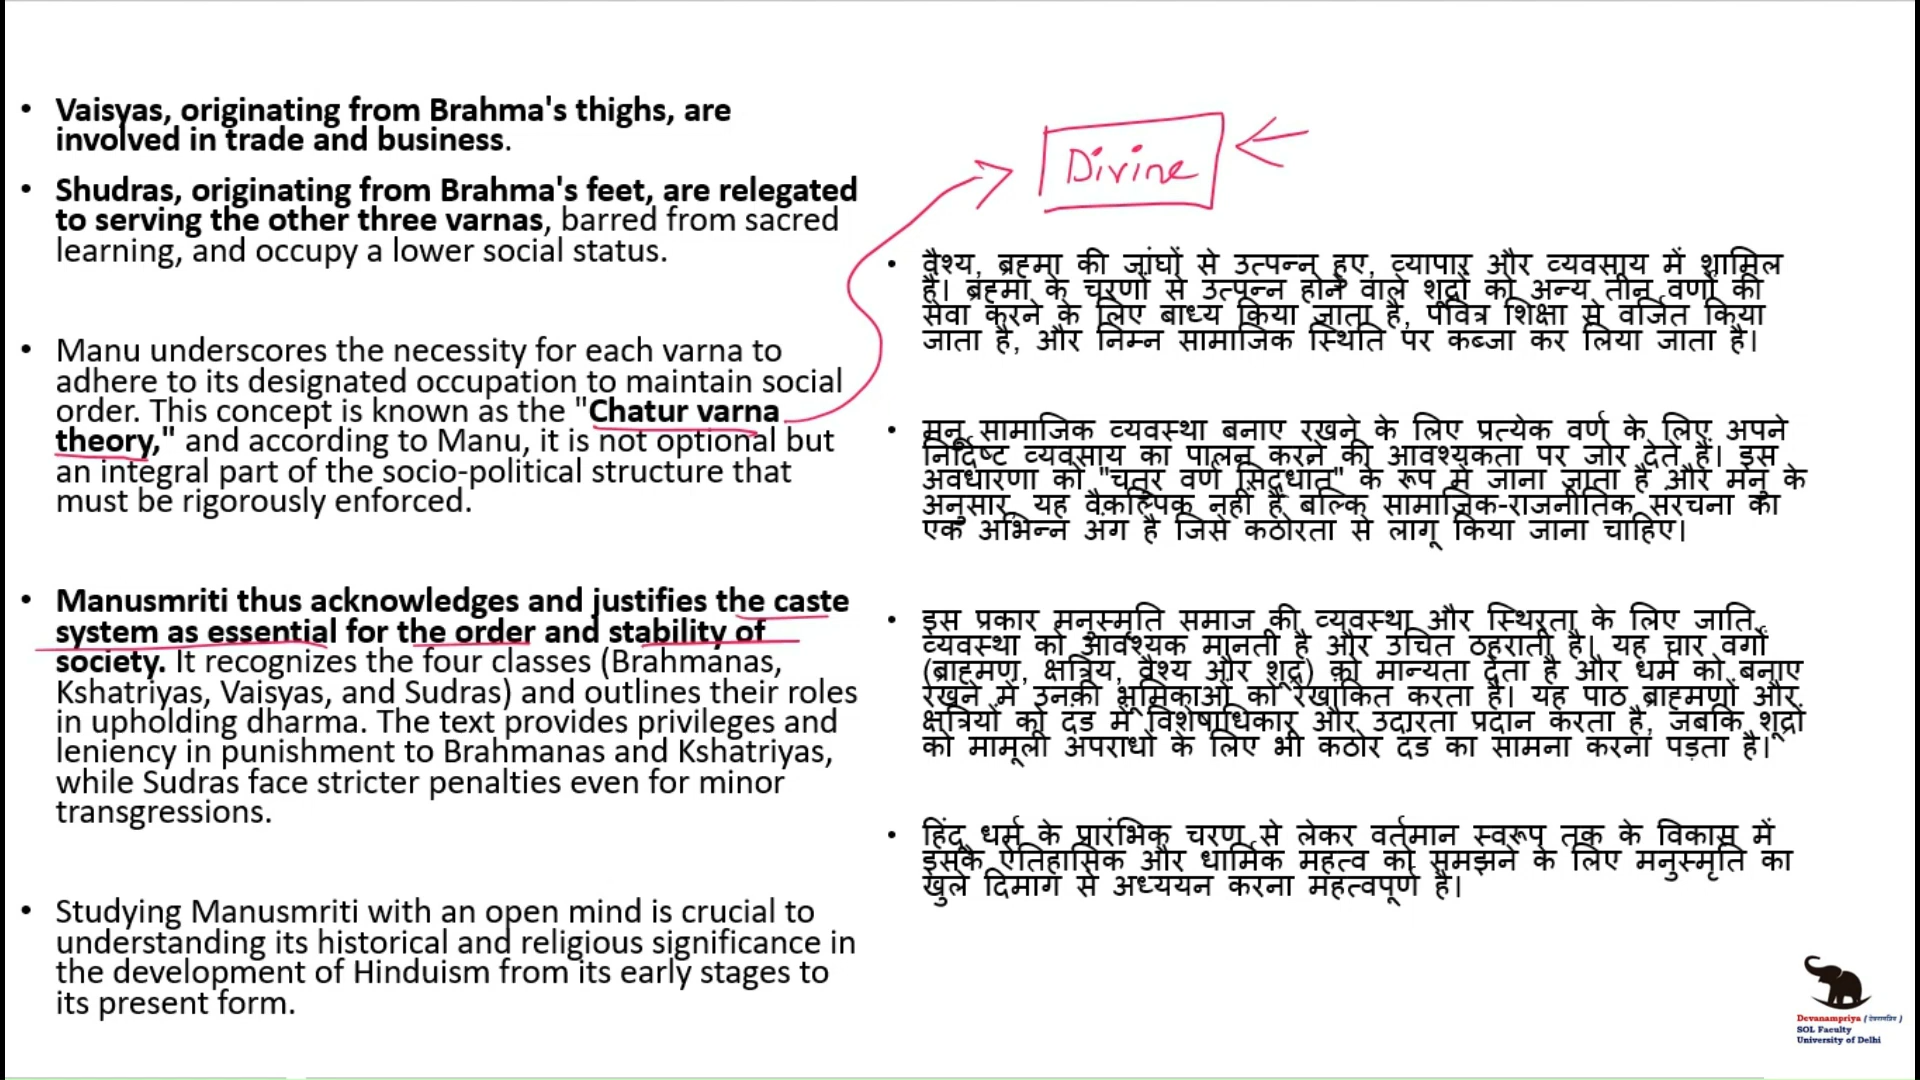 • Vaisyas, originating from Brahma's thighs, are
involved in trade and business.
• Shudras, originating from Brahma's feet, are relegated
to serving the other three varnas, barred from sacred
learning, and occupy a lower social status.
• Manu underscores the necessity for each varna to
adhere to its designated occupation to maintain social
order. This concept is known as the "Chatur varna
theory," and according to Manu, it is not optional but
an integral part of the socio-political structure that
must be rigorously enforced.
• Manusmriti thus acknowledges and justifies the caste
system as essential for the order and stability of
society. It recognizes the four classes (Brahmanas,
Kshatriyas, Vaisyas, and Sudras) and outlines their roles
in upholding dharma. The text provides privileges and
leniency in punishment to Brahmanas and Kshatriyas,
while Sudras face stricter penalties even for minor
transgressions.
• Studying Manusmriti with an open mind is crucial to
understanding its historical and religious significance in
the development of Hinduism from its early stages to
its present form.
Divine
• वैश्य, ब्रह्मा की जांघों से उत्पन्न हुए, व्यापार और व्यवसाय में शामिल
हैं। ब्रह्मा के चरणों से उत्पन्न होने वाले शूद्रों को अन्य तीन वर्णों की
सेवा करने के लिए बाध्य किया जाता है, पवित्र शिक्षा से वर्जित किया
जाता है, और निम्न सामाजिक स्थिति पर कब्जा कर लिया जाता है।
• मनु सामाजिक व्यवस्था बनाए रखने के लिए प्रत्येक वर्ण के लिए अपने
निर्दिष्ट व्यवसाय का पालन करने की आवश्यकता पर जोर देते हैं। इस
अवधारणा को "चतुर वर्ण सिद्धांत" के रूप में जाना जाता है और मनु के
अनुसार, यह वैकल्पिक नहीं है बल्कि सामाजिक-राजनीतिक संरचना का
एक अभिन्न अंग है जिसे कठोरता से लागू किया जाना चाहिए।
• इस प्रकार मनुस्मृति समाज की व्यवस्था और स्थिरता के लिए जाति
व्यवस्था को आवश्यक मानती है और उचित ठहराती है। यह चार वर्गों
(ब्राह्मण, क्षत्रिय, वैश्य और शूद्र) को मान्यता देता है और धर्म को बनाए
रखने में उनकी भूमिकाओं को रेखांकित करता है। यह पाठ ब्राह्मणों और
क्षत्रियों को दंड में विशेषाधिकार और उदारता प्रदान करता है, जबकि शूद्रों
को मामूली अपराधों के लिए भी कठोर दंड का सामना करना पड़ता है।
• हिंदू धर्म के प्रारंभिक चरण से लेकर वर्तमान स्वरूप तक के विकास में
इसके ऐतिहासिक और धार्मिक महत्व को समझने के लिए मनुस्मृति का
खुले दिमाग से अध्ययन करना महत्वपूर्ण है।
Devanampriya ( देवानामप्रिय )
SOL Faculty
University of Delhi